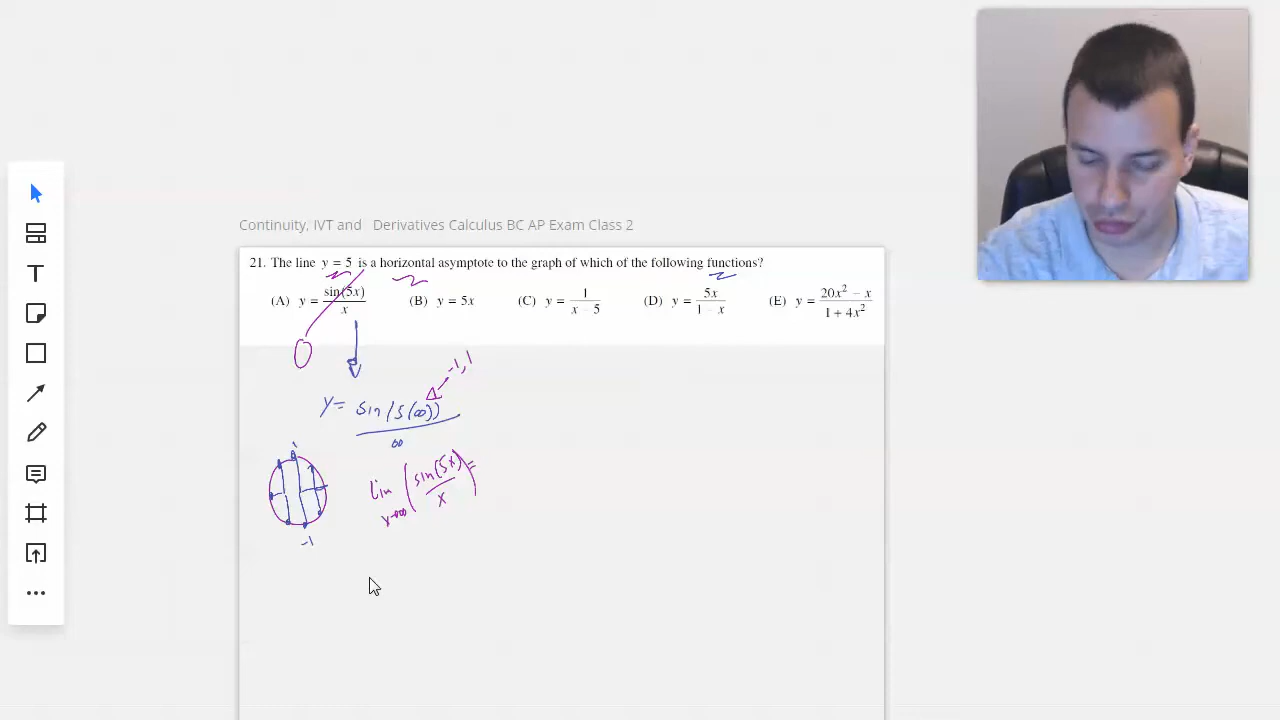 Continuity, IVT and Derivatives Calculus BC AP Exam Class 2
21. The line y = 5 is a horizontal asymptote to the graph of which of the following functions?
(A) y = sin(5x)/x (B) y = 5x (C) y = 1/(x − 5) (D) y = 5x/(1 − x) (E) y = (20x² − x)/(1 + 4x²)
0
-1, 1
y = sin(5(∞))/∞
1
lim x→∞ (sin(5x)/x) =
-1
T